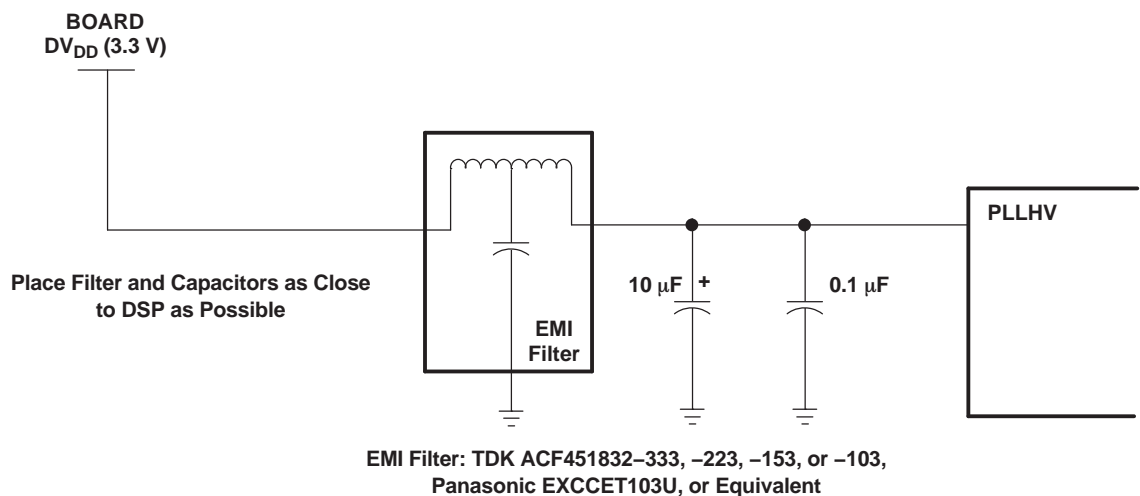 BOARD
DVDD (3.3 V)
PLLHV
Place Filter and Capacitors as Close
to DSP as Possible
10 μF
+
0.1 μF
EMI
Filter
EMI Filter: TDK ACF451832–333, –223, –153, or –103,
Panasonic EXCCET103U, or Equivalent